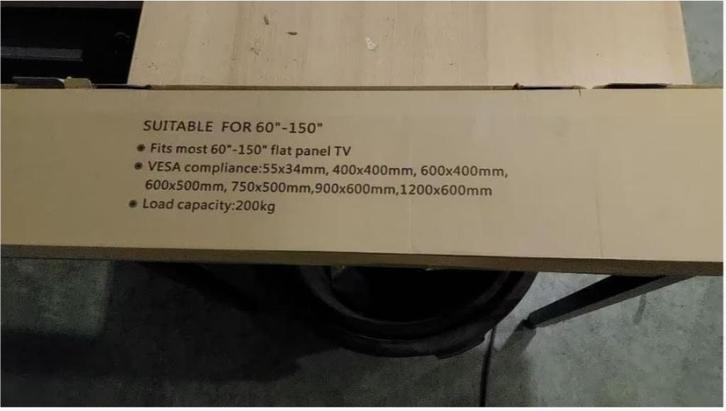 SUITABLE FOR 60"-150"
◉ Fits most 60"-150" flat panel TV
◉ VESA compliance:55x34mm, 400x400mm, 600x400mm,
600x500mm, 750x500mm,900x600mm,1200x600mm
◉ Load capacity:200kg